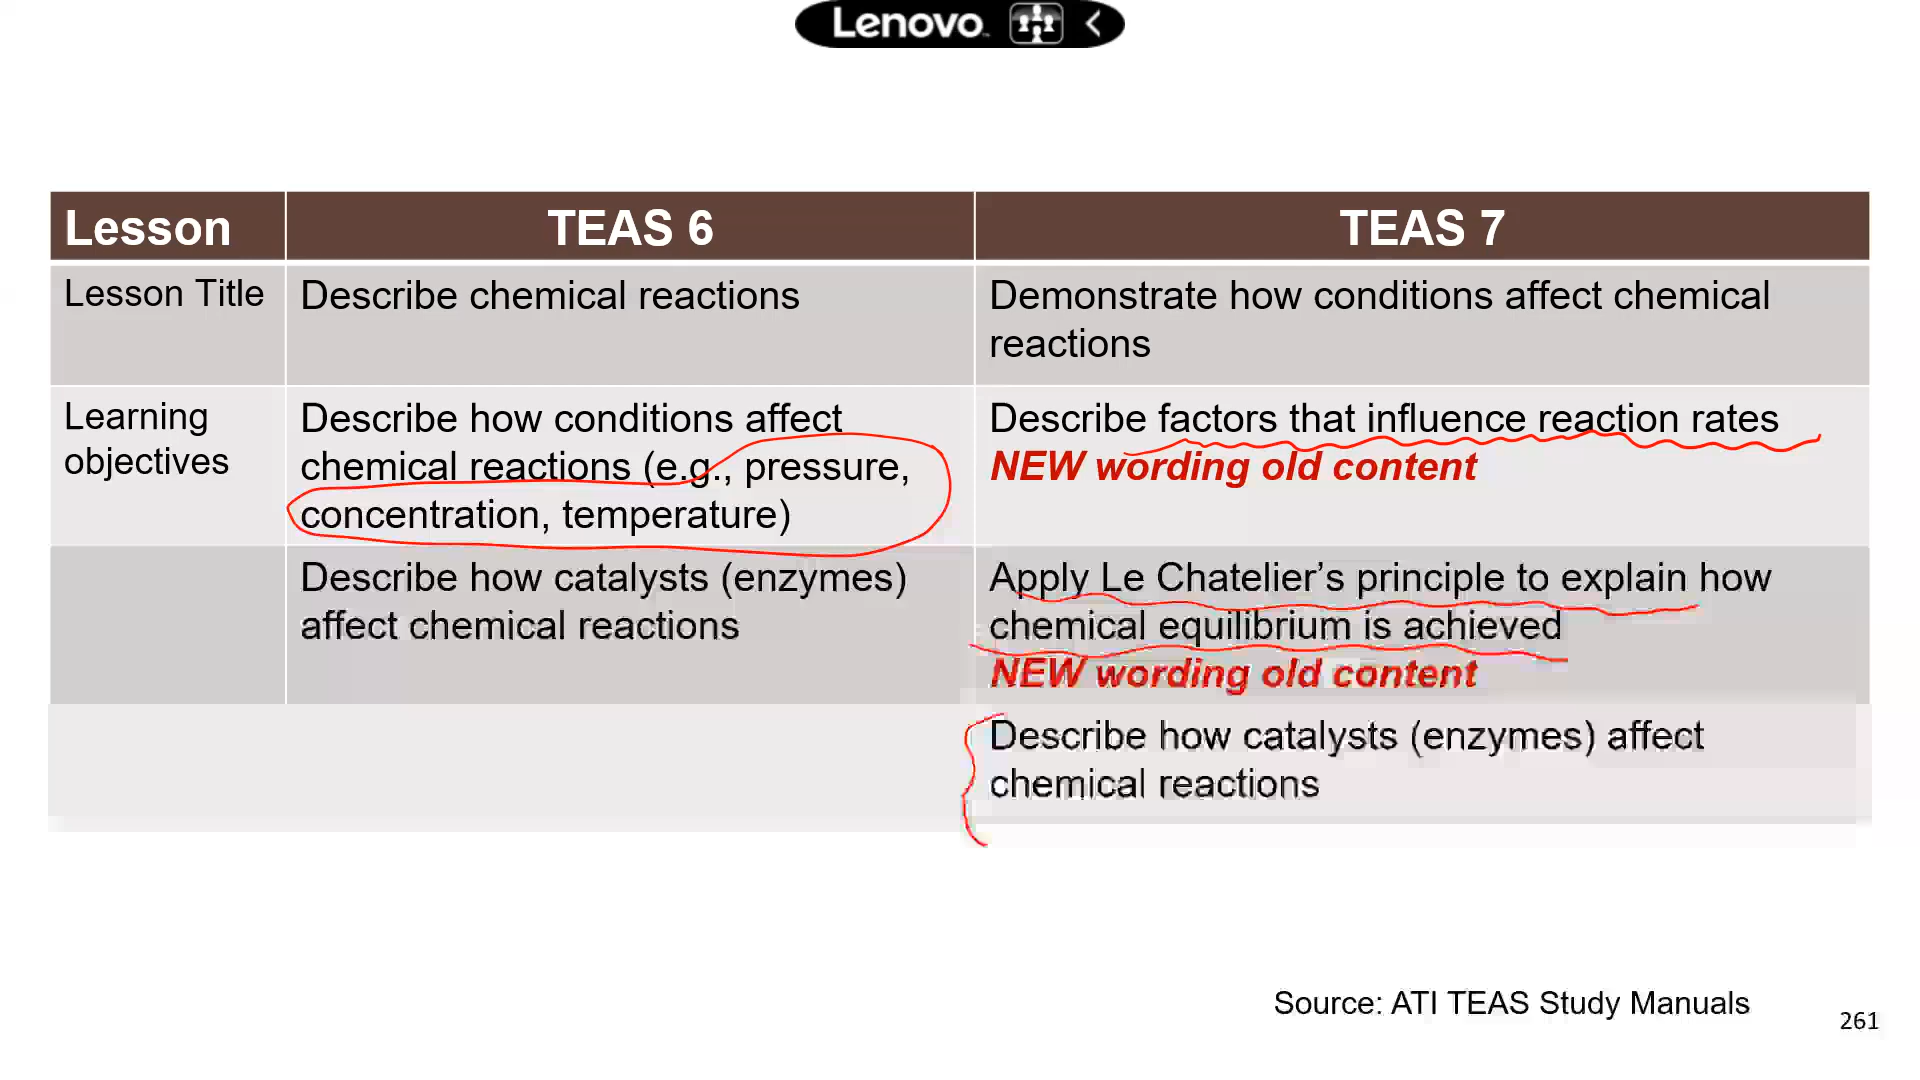 Lenovo
Lesson
TEAS 6
TEAS 7
Lesson Title
Describe chemical reactions
Demonstrate how conditions affect chemical
reactions
Learning
objectives
Describe how conditions affect
chemical reactions (e.g., pressure,
concentration, temperature)
Describe factors that influence reaction rates
NEW wording old content
Describe how catalysts (enzymes)
affect chemical reactions
Apply Le Chatelier’s principle to explain how
chemical equilibrium is achieved
NEW wording old content
Describe how catalysts (enzymes) affect
chemical reactions
Source: ATI TEAS Study Manuals
261